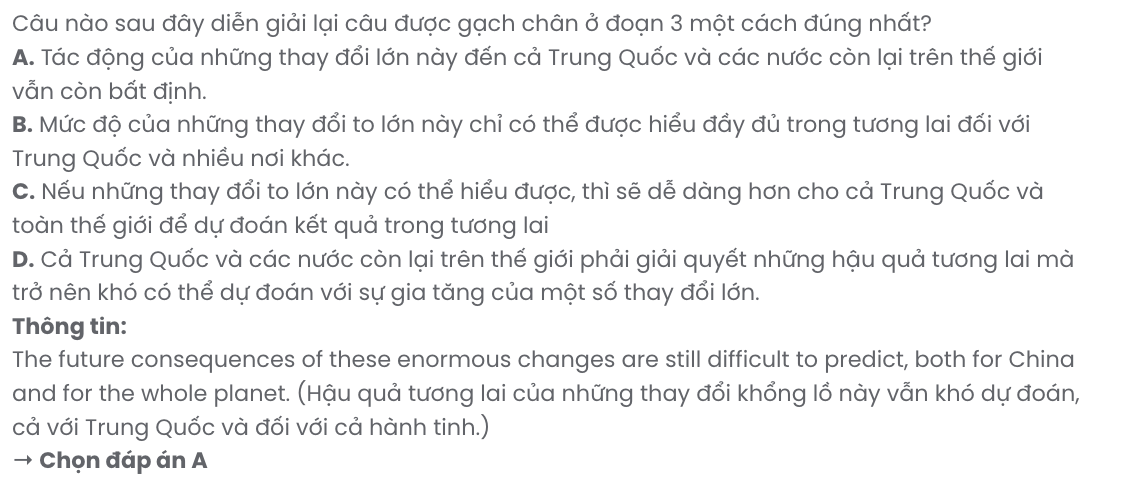 Câu nào sau đây diễn giải lại câu được gạch chân ở đoạn 3 một cách đúng nhất?
A. Tác động của những thay đổi lớn này đến cả Trung Quốc và các nước còn lại trên thế giới
vẫn còn bất định.
B. Mức độ của những thay đổi to lớn này chỉ có thể được hiểu đầy đủ trong tương lai đối với
Trung Quốc và nhiều nơi khác.
C. Nếu những thay đổi to lớn này có thể hiểu được, thì sẽ dễ dàng hơn cho cả Trung Quốc và
toàn thế giới để dự đoán kết quả trong tương lai
D. Cả Trung Quốc và các nước còn lại trên thế giới phải giải quyết những hậu quả tương lai mà
trở nên khó có thể dự đoán với sự gia tăng của một số thay đổi lớn.
Thông tin:
The future consequences of these enormous changes are still difficult to predict, both for China
and for the whole planet. (Hậu quả tương lai của những thay đổi khổng lồ này vẫn khó dự đoán,
cả với Trung Quốc và đối với cả hành tinh.)
→ Chọn đáp án A